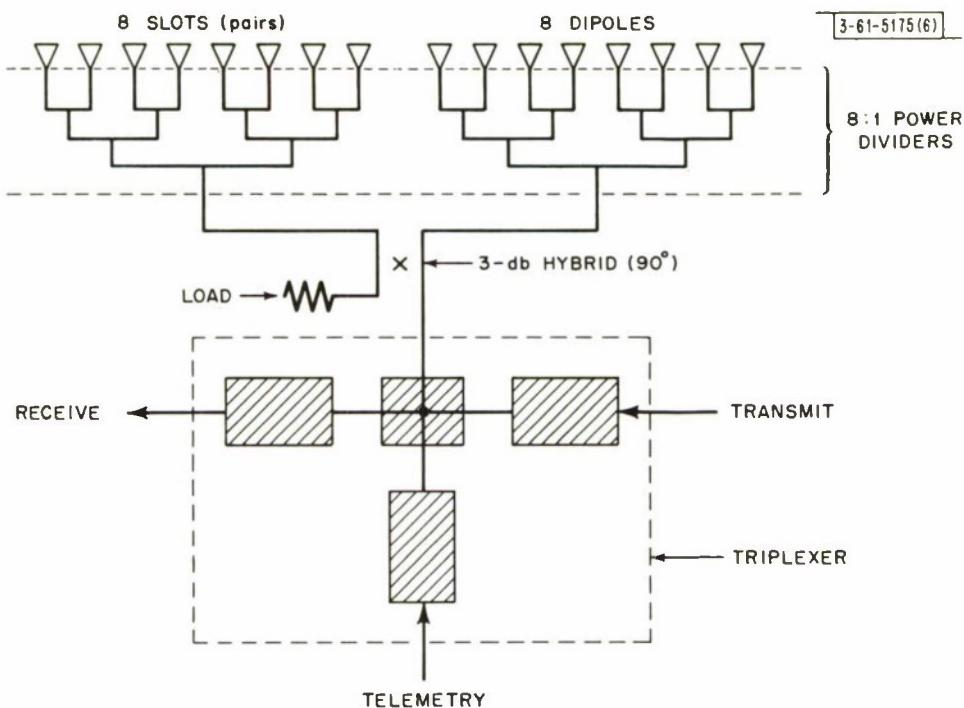 8 SLOTS (pairs)
8 DIPOLES
3-61-5175(6)
8:1 POWER
DIVIDERS
X
3-db HYBRID (90°)
LOAD
RECEIVE
TRANSMIT
TRIPLEXER
TELEMETRY